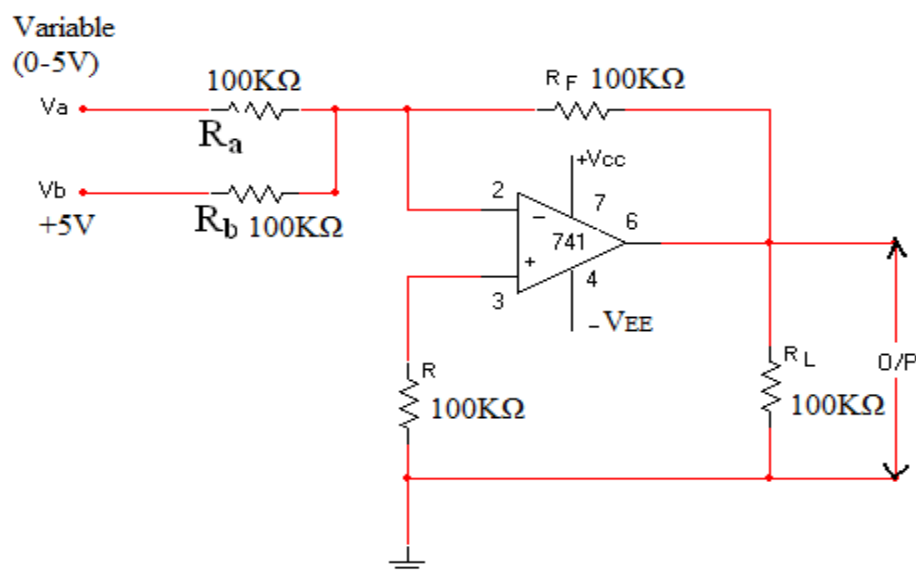 Variable
(0-5V)
100KΩ
RF 100KΩ
Va
Ra
+Vcc
Vb
2
7
+5V
Rb 100KΩ
−
6
741
+
3
4
−VEE
R
RL
O/P
100KΩ
100KΩ